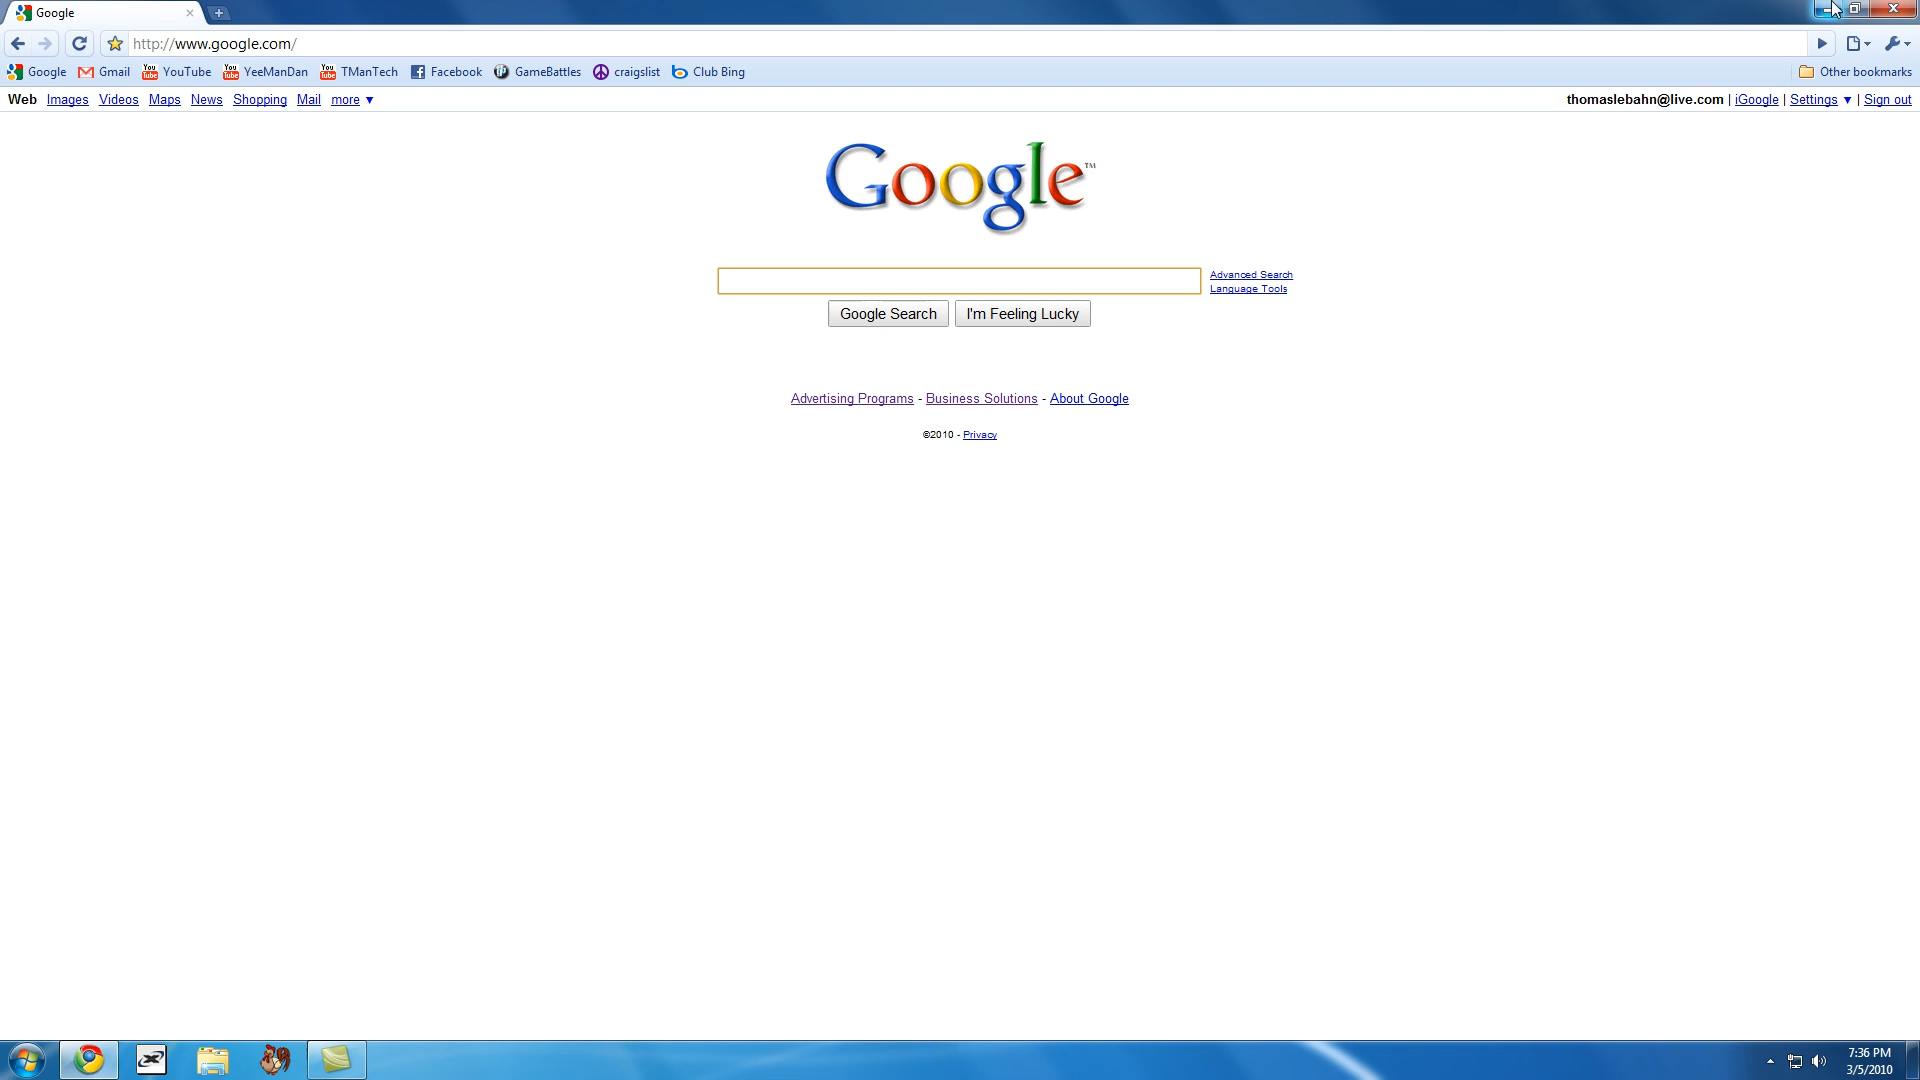 Google
http://www.google.com/
Google Gmail YouTube YeeManDan TManTech Facebook GameBattles craigslist Club Bing Other bookmarks
Web Images Videos Maps News Shopping Mail more ▼ thomaslebahn@live.com | iGoogle | Settings ▼ | Sign out
Google™
Advanced Search
Language Tools
Google Search I'm Feeling Lucky
Advertising Programs - Business Solutions - About Google
©2010 - Privacy
7:36 PM
3/5/2010